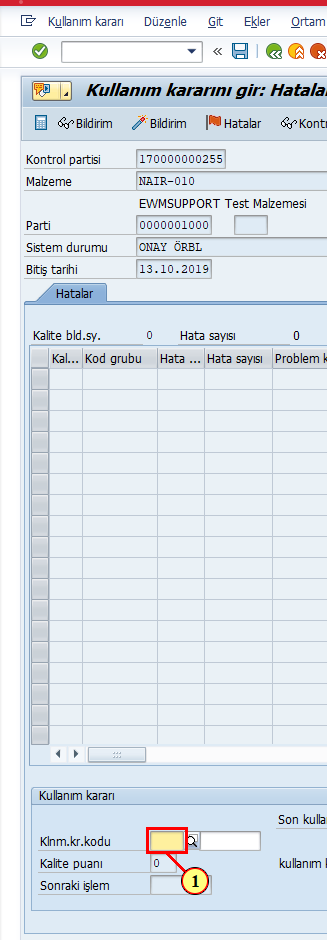 Kullanım kararı Düzenle Git Ekler Ortam
Kullanım kararını gir: Hatalar
Bildirim Bildirim Hatalar Kontr
Kontrol partisi 170000000255
Malzeme NAIR-010
EWMSUPPORT Test Malzemesi
Parti 0000001000
Sistem durumu ONAY ÖRBL
Bitiş tarihi 13.10.2019
Hatalar
Kalite bld.sy. 0 Hata sayısı 0
Kal... Kod grubu Hata ... Hata sayısı Problem k
Kullanım kararı
Son kulla
Klnm.kr.kodu
Kalite puanı 0 kullanım k
Sonraki işlem
1